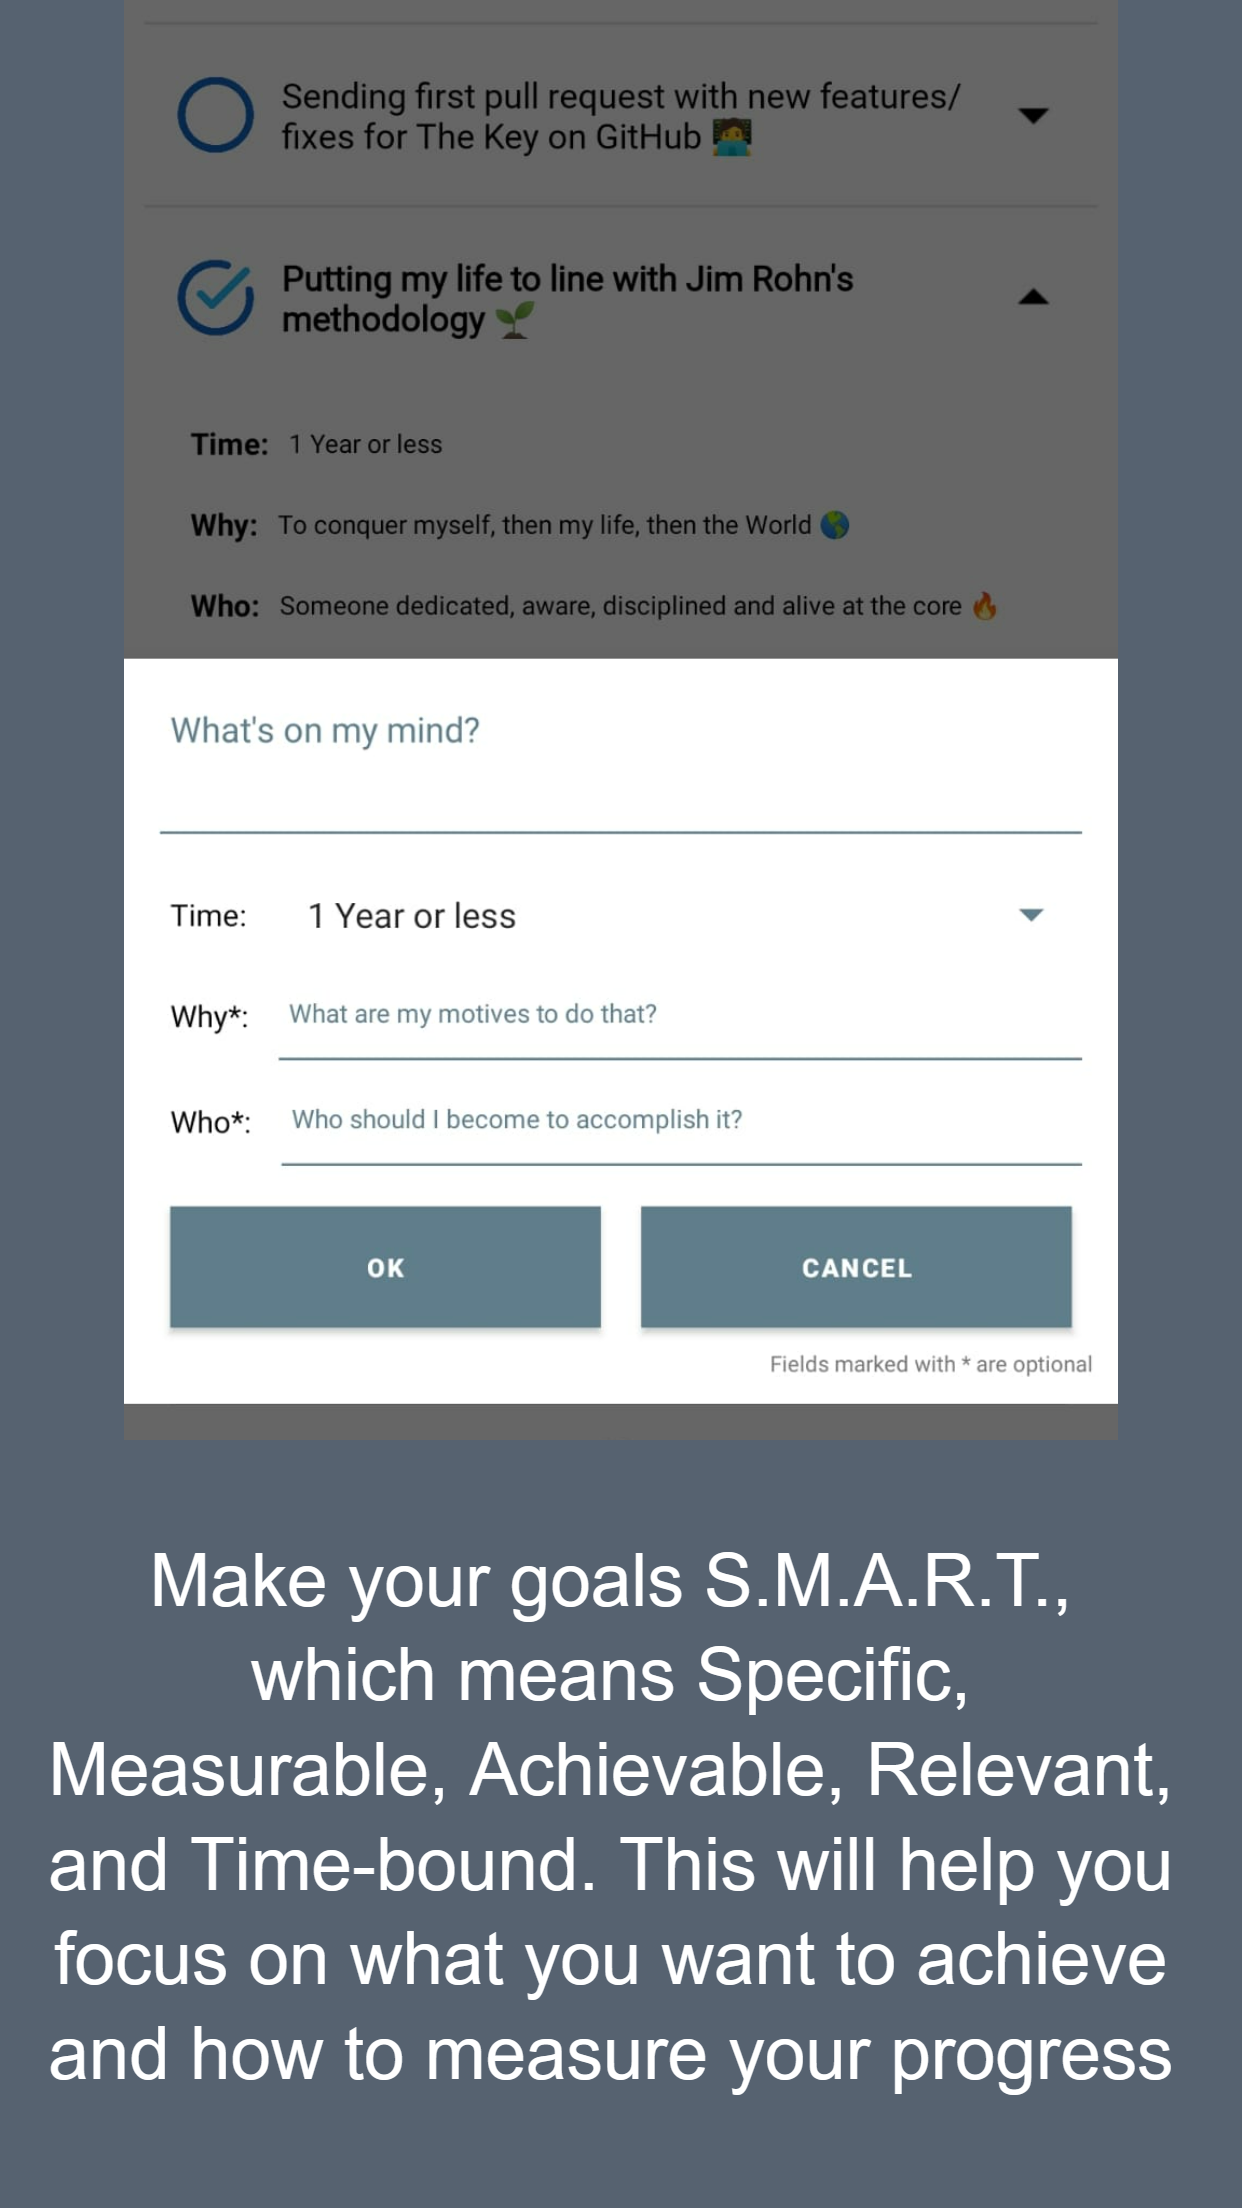 Sending first pull request with new features/
fixes for The Key on GitHub 🧑‍💻
Putting my life to line with Jim Rohn's
methodology 🌱
Time: 1 Year or less
Why: To conquer myself, then my life, then the World 🌎
Who: Someone dedicated, aware, disciplined and alive at the core 🔥
What's on my mind?
Time: 1 Year or less
Why*: What are my motives to do that?
Who*: Who should I become to accomplish it?
OK CANCEL
Fields marked with * are optional
Make your goals S.M.A.R.T.,
which means Specific,
Measurable, Achievable, Relevant,
and Time-bound. This will help you
focus on what you want to achieve
and how to measure your progress